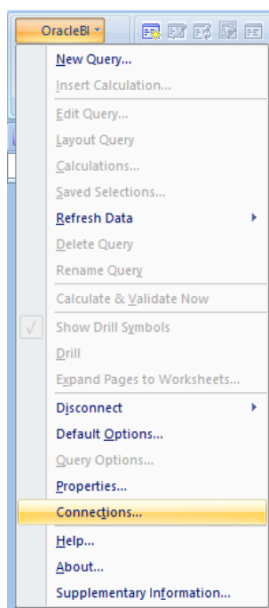 OracleBI
New Query...
Insert Calculation...
Edit Query...
Layout Query
Calculations...
Saved Selections...
Refresh Data
Delete Query
Rename Query
Calculate & Validate Now
Show Drill Symbols
Drill
Expand Pages to Worksheets...
Disconnect
Default Options...
Query Options...
Properties...
Connections...
Help...
About...
Supplementary Information...